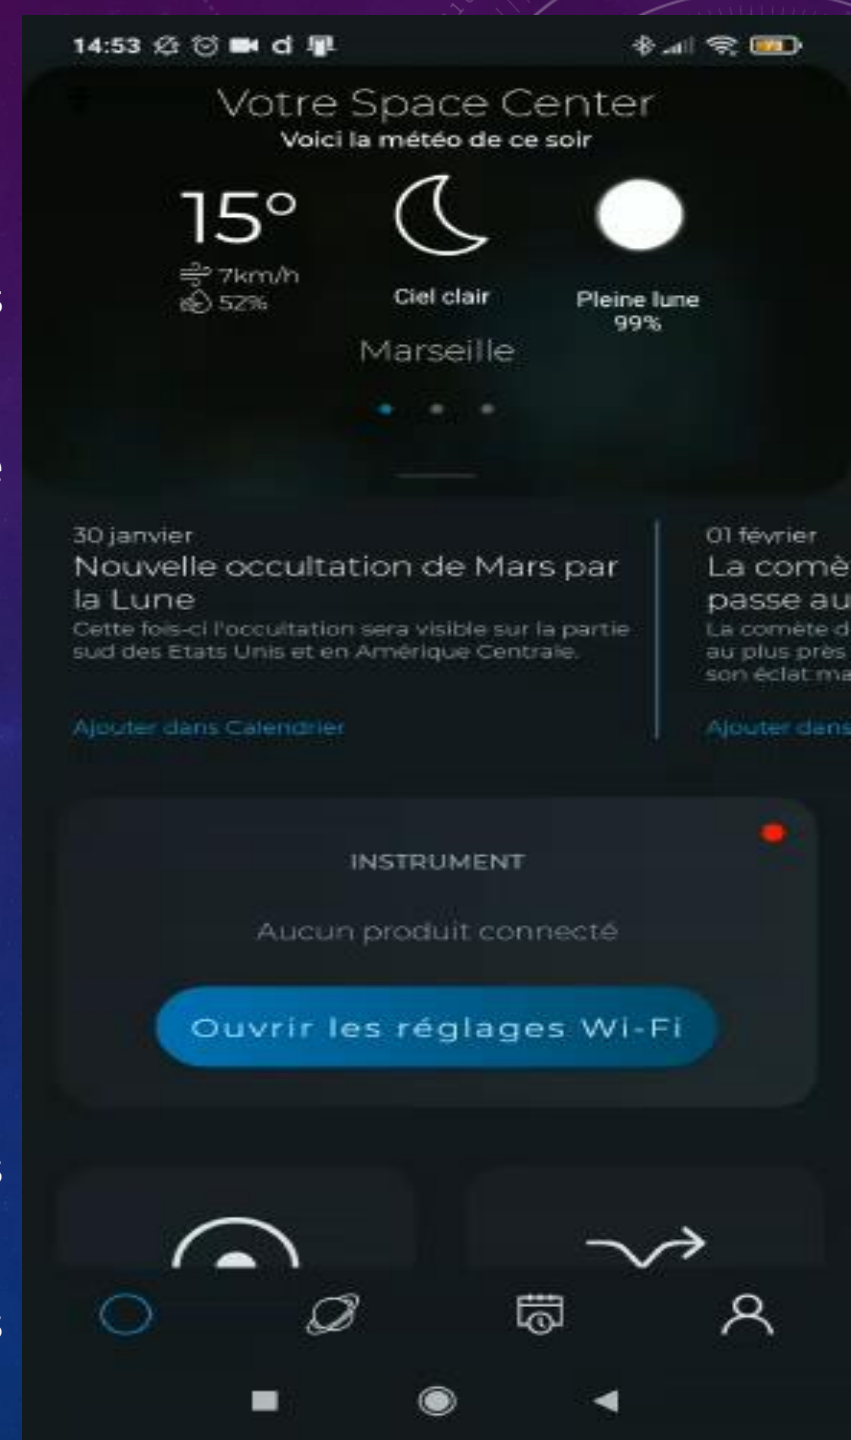 14:53
Votre Space Center
Voici la météo de ce soir
15°
7km/h
52%
Ciel clair
Pleine lune
99%
Marseille
30 janvier
Nouvelle occultation de Mars par
la Lune
Cette fois-ci l'occultation sera visible sur la partie
sud des Etats Unis et en Amérique Centrale.
Ajouter dans Calendrier
01 février
La comè
passe au
La comète d
au plus près
son éclat ma
Ajouter dans
INSTRUMENT
Aucun produit connecté
Ouvrir les réglages Wi-Fi
s
e
s
s